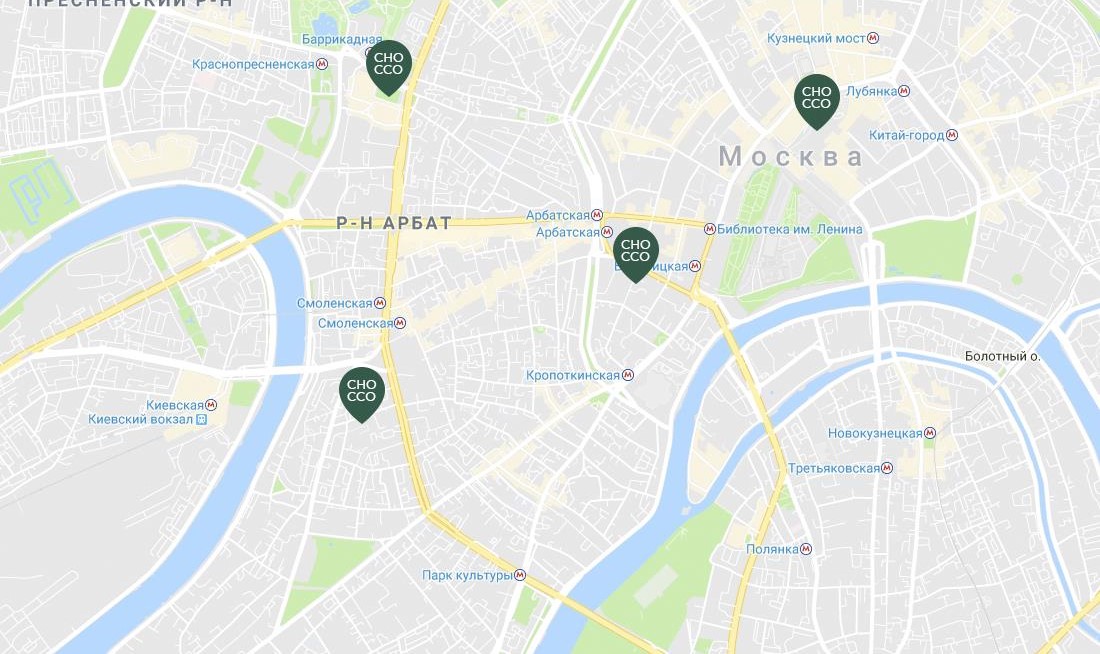 ПРЕСНЕНСКИЙ Р-Н
Баррикадная
Кузнецкий мост
Краснопресненская
CHO
CCO
Лубянка
CHO
CCO
Китай-город
Москва
Арбатская
Р-Н АРБАТ
Библиотека им. Ленина
Арбатская
CHO
CCO
Смоленская
Смоленская
Болотный о.
Кропоткинская
CHO
CCO
Киевская
Киевский вокзал
Новокузнецкая
Третьяковская
Полянка
Парк культуры